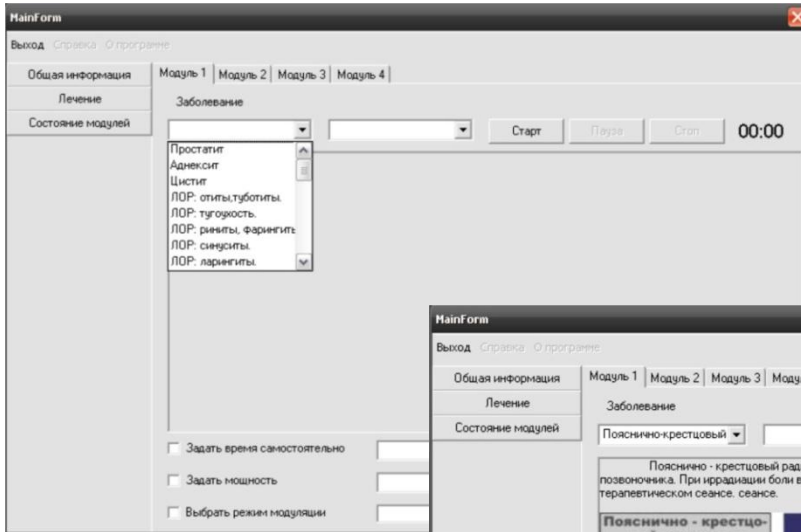 MainForm
Выход Справка О программе
Общая информация
Лечение
Состояние модулей
Модуль 1 Модуль 2 Модуль 3 Модуль 4
Заболевание
Старт Пауза Стоп 00:00
Простатит
Аднексит
Цистит
ЛОР: отиты,туботиты.
ЛОР: тугоухость.
ЛОР: риниты, фарингиты
ЛОР: синуситы.
ЛОР: ларингиты.
Задать время самостоятельно
Задать мощность
Выбрать режим модуляции
MainForm
Выход Справка О программе
Общая информация
Лечение
Состояние модулей
Модуль 1 Модуль 2 Модуль 3 Моду
Заболевание
Пояснично-крестцовый
Пояснично - крестцовый рад
позвоночника. При иррадиации боли в
терапевтическом сеансе. сеансе.
Пояснично - крестцо-